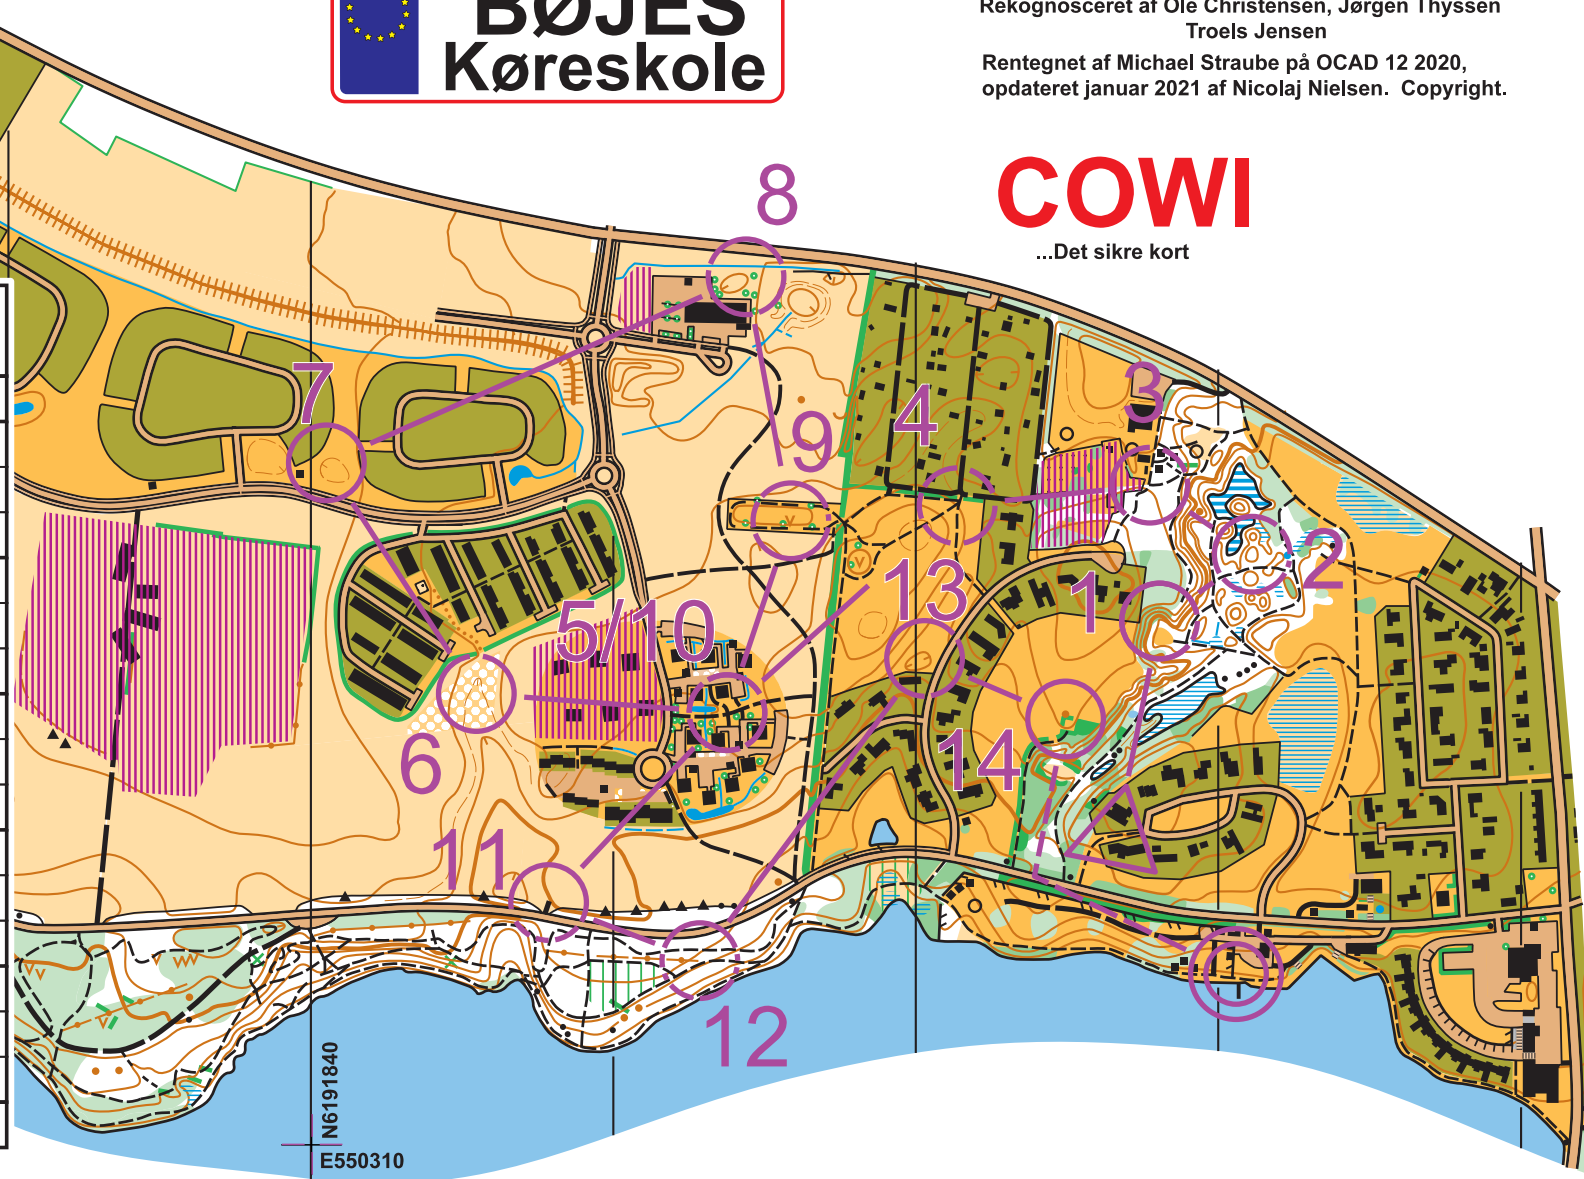 BØJES
Køreskole
Rekognosceret af Ole Christensen, Jørgen Thyssen
Troels Jensen
Rentegnet af Michael Straube på OCAD 12 2020,
opdateret januar 2021 af Nicolaj Nielsen. Copyright.
COWI
...Det sikre kort
8
7
3
4
9
2
13
1
5/10
6
14
11
12
N6191840
E550310